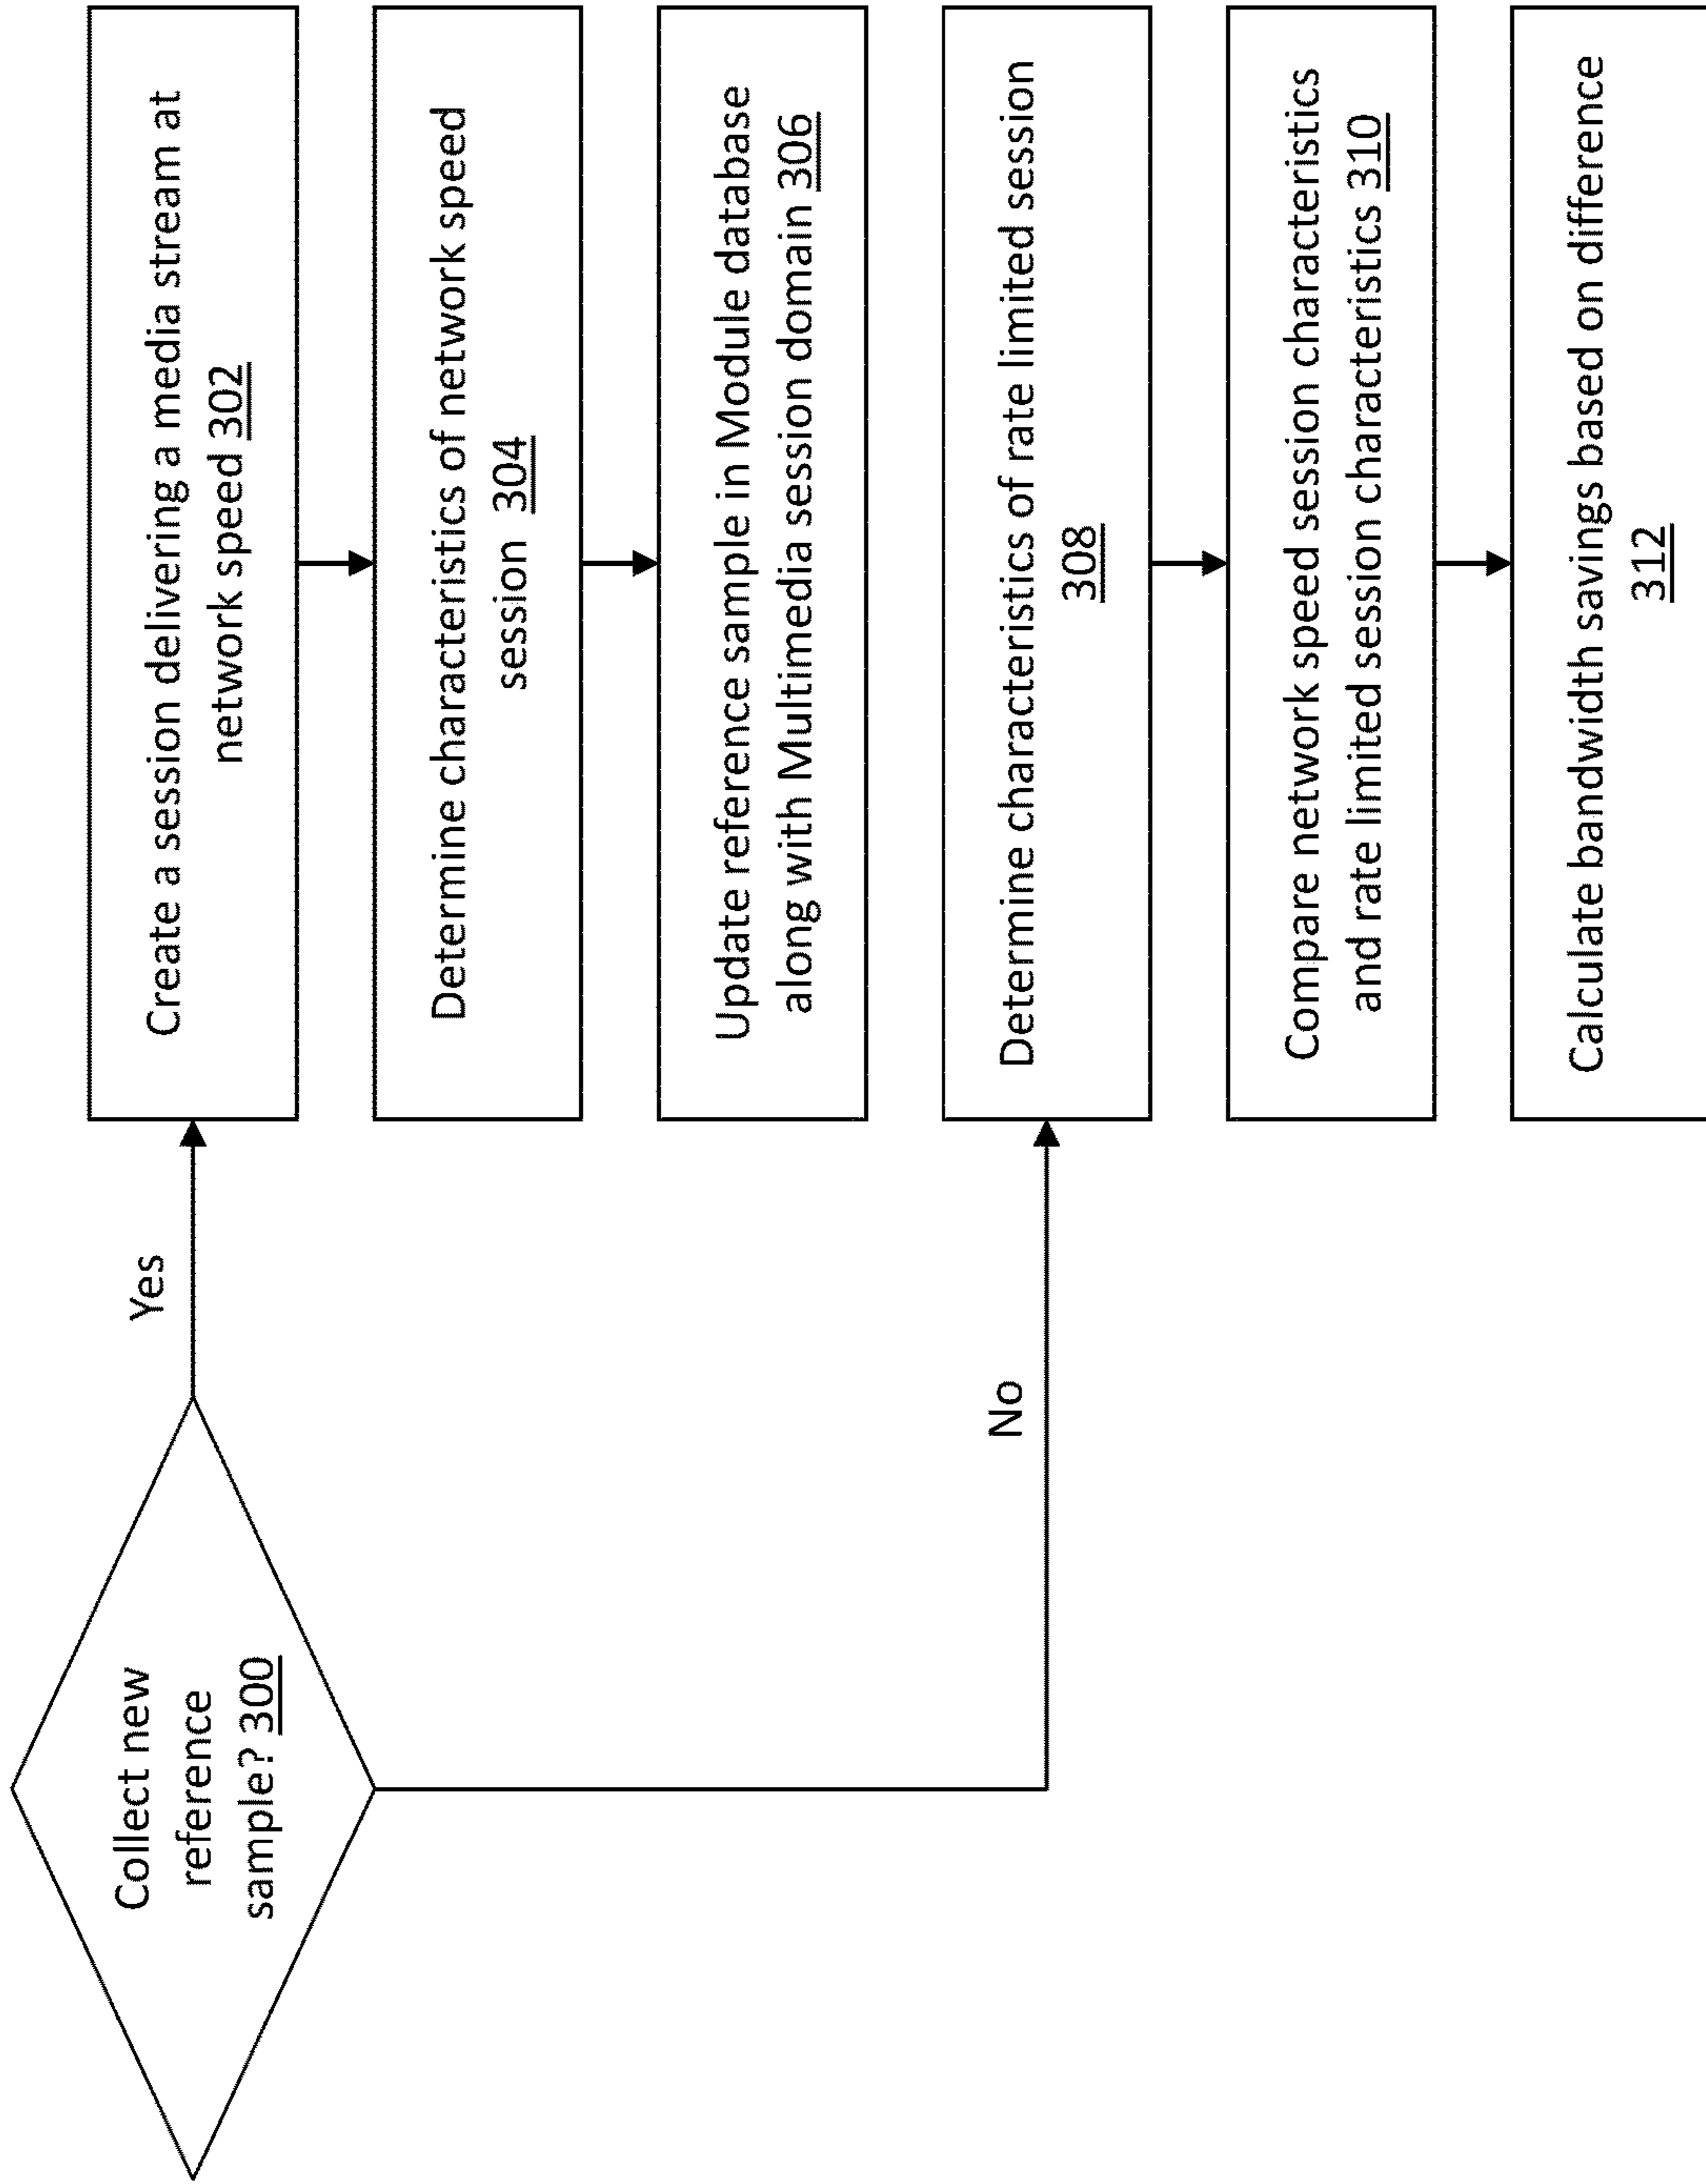 Collect new
reference
sample? 300
Yes
Create a session delivering a media stream at
network speed 302
Determine characteristics of network speed
session 304
Update reference sample in Module database
along with Multimedia session domain 306
No
Determine characteristics of rate limited session
308
Compare network speed session characteristics
and rate limited session characteristics 310
Calculate bandwidth savings based on difference
312